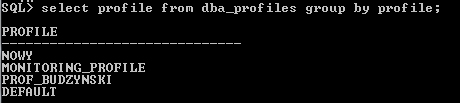 SQL> select profile from dba_profiles group by profile;
PROFILE
------------------------------
NOWY
MONITORING_PROFILE
PROF_BUDZYNSKI
DEFAULT